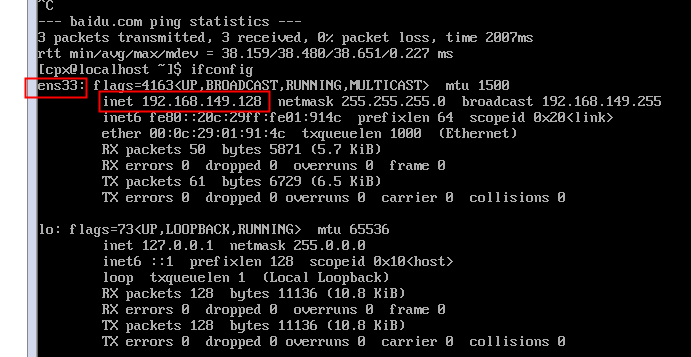 ^C
--- baidu.com ping statistics ---
3 packets transmitted, 3 received, 0% packet loss, time 2007ms
rtt min/avg/max/mdev = 38.159/38.480/38.651/0.227 ms
[cpx@localhost ~]$ ifconfig
ens33: flags=4163<UP,BROADCAST,RUNNING,MULTICAST>  mtu 1500
        inet 192.168.149.128  netmask 255.255.255.0  broadcast 192.168.149.255
        inet6 fe80::20c:29ff:fe01:914c  prefixlen 64  scopeid 0x20<link>
        ether 00:0c:29:01:91:4c  txqueuelen 1000  (Ethernet)
        RX packets 50  bytes 5871 (5.7 KiB)
        RX errors 0  dropped 0  overruns 0  frame 0
        TX packets 61  bytes 6729 (6.5 KiB)
        TX errors 0  dropped 0 overruns 0  carrier 0  collisions 0

lo: flags=73<UP,LOOPBACK,RUNNING>  mtu 65536
        inet 127.0.0.1  netmask 255.0.0.0
        inet6 ::1  prefixlen 128  scopeid 0x10<host>
        loop  txqueuelen 1  (Local Loopback)
        RX packets 128  bytes 11136 (10.8 KiB)
        RX errors 0  dropped 0  overruns 0  frame 0
        TX packets 128  bytes 11136 (10.8 KiB)
        TX errors 0  dropped 0 overruns 0  carrier 0  collisions 0